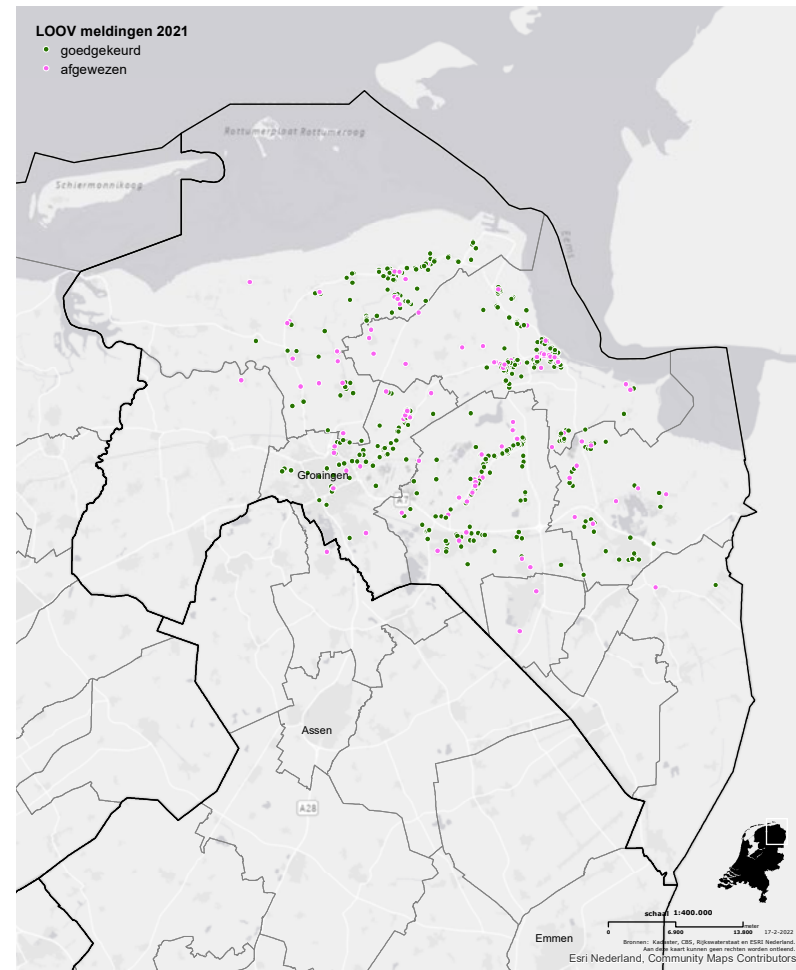 LOOV meldingen 2021
goedgekeurd
afgewezen
Rottumerplaat Rottumeroog
Schiermonnikoog
Eems
Groningen
A7
Assen
A28
Emmen
schaal 1:400.000
meter
0 6.900 13.800 17-2-2022
Bronnen: Kadaster, CBS, Rijkswaterstaat en ESRI Nederland.
Aan deze kaart kunnen geen rechten worden ontleend.
Esri Nederland, Community Maps Contributors